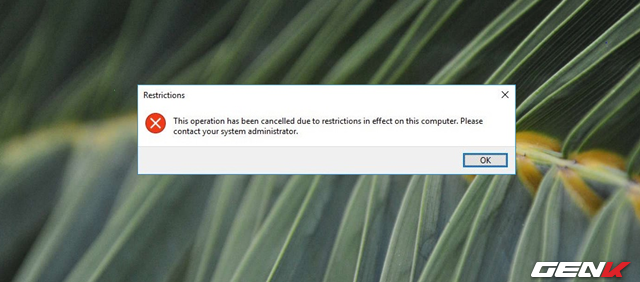 Restrictions
This operation has been cancelled due to restrictions in effect on this computer. Please
contact your system administrator.
OK
GENK